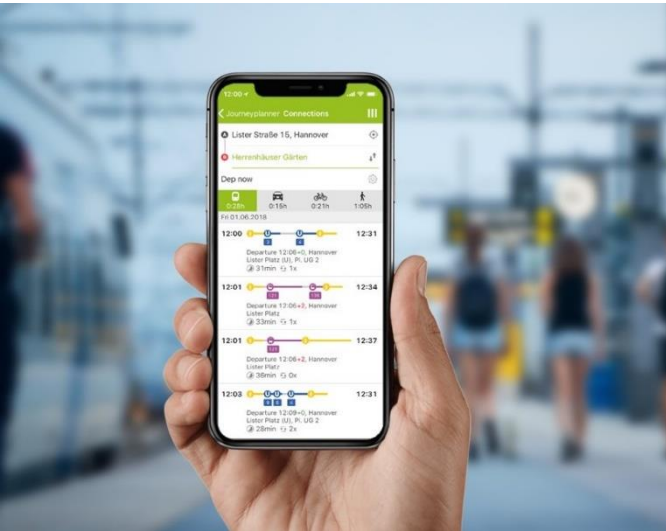 12:00
Journeyplanner Connections
A Lister Straße 15, Hannover
B Herrenhäuser Gärten
Dep now
0:28h 0:15h 0:21h 1:05h
Fri 01.06.2018
12:00 12:31
Departure 12:06+0, Hannover
Lister Platz (U), Pl. UG 2
31min 1x
12:01 12:34
121
Departure 12:06+2, Hannover
Lister Platz
33min 1x
12:01 12:37
121
Departure 12:06+2, Hannover
Lister Platz
36min 0x
12:03 12:31
Departure 12:09+0, Hannover
Lister Platz (U), Pl. UG 2
28min 2x